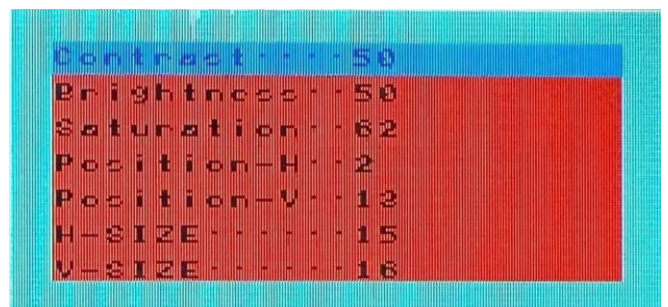 Contrast····50
Brightness··50
Saturation··62
Position-H··2
Position-V··12
H-SIZE······15
V-SIZE······16